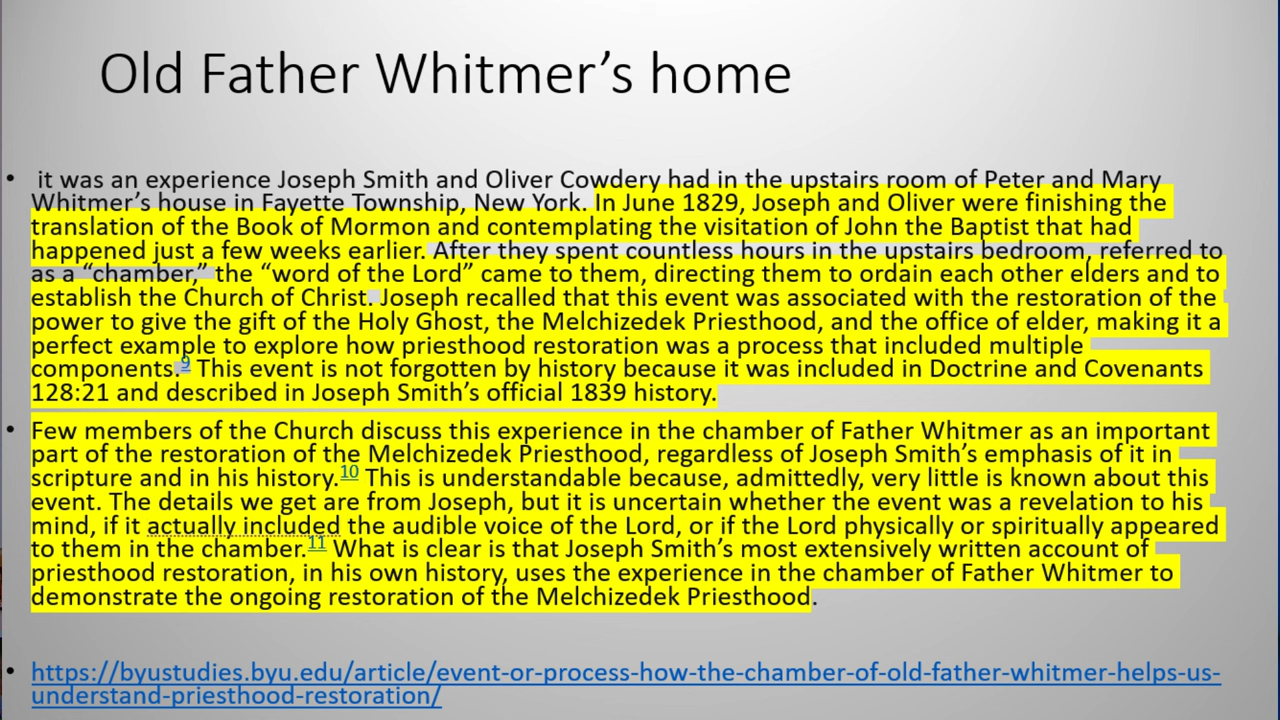 Old Father Whitmer’s home
• it was an experience Joseph Smith and Oliver Cowdery had in the upstairs room of Peter and Mary
Whitmer’s house in Fayette Township, New York. In June 1829, Joseph and Oliver were finishing the
translation of the Book of Mormon and contemplating the visitation of John the Baptist that had
happened just a few weeks earlier. After they spent countless hours in the upstairs bedroom, referred to
as a “chamber,” the “word of the Lord” came to them, directing them to ordain each other elders and to
establish the Church of Christ. Joseph recalled that this event was associated with the restoration of the
power to give the gift of the Holy Ghost, the Melchizedek Priesthood, and the office of elder, making it a
perfect example to explore how priesthood restoration was a process that included multiple
components.9 This event is not forgotten by history because it was included in Doctrine and Covenants
128:21 and described in Joseph Smith’s official 1839 history.
• Few members of the Church discuss this experience in the chamber of Father Whitmer as an important
part of the restoration of the Melchizedek Priesthood, regardless of Joseph Smith’s emphasis of it in
scripture and in his history.10 This is understandable because, admittedly, very little is known about this
event. The details we get are from Joseph, but it is uncertain whether the event was a revelation to his
mind, if it actually included the audible voice of the Lord, or if the Lord physically or spiritually appeared
to them in the chamber.11 What is clear is that Joseph Smith’s most extensively written account of
priesthood restoration, in his own history, uses the experience in the chamber of Father Whitmer to
demonstrate the ongoing restoration of the Melchizedek Priesthood.
• https://byustudies.byu.edu/article/event-or-process-how-the-chamber-of-old-father-whitmer-helps-us-
understand-priesthood-restoration/